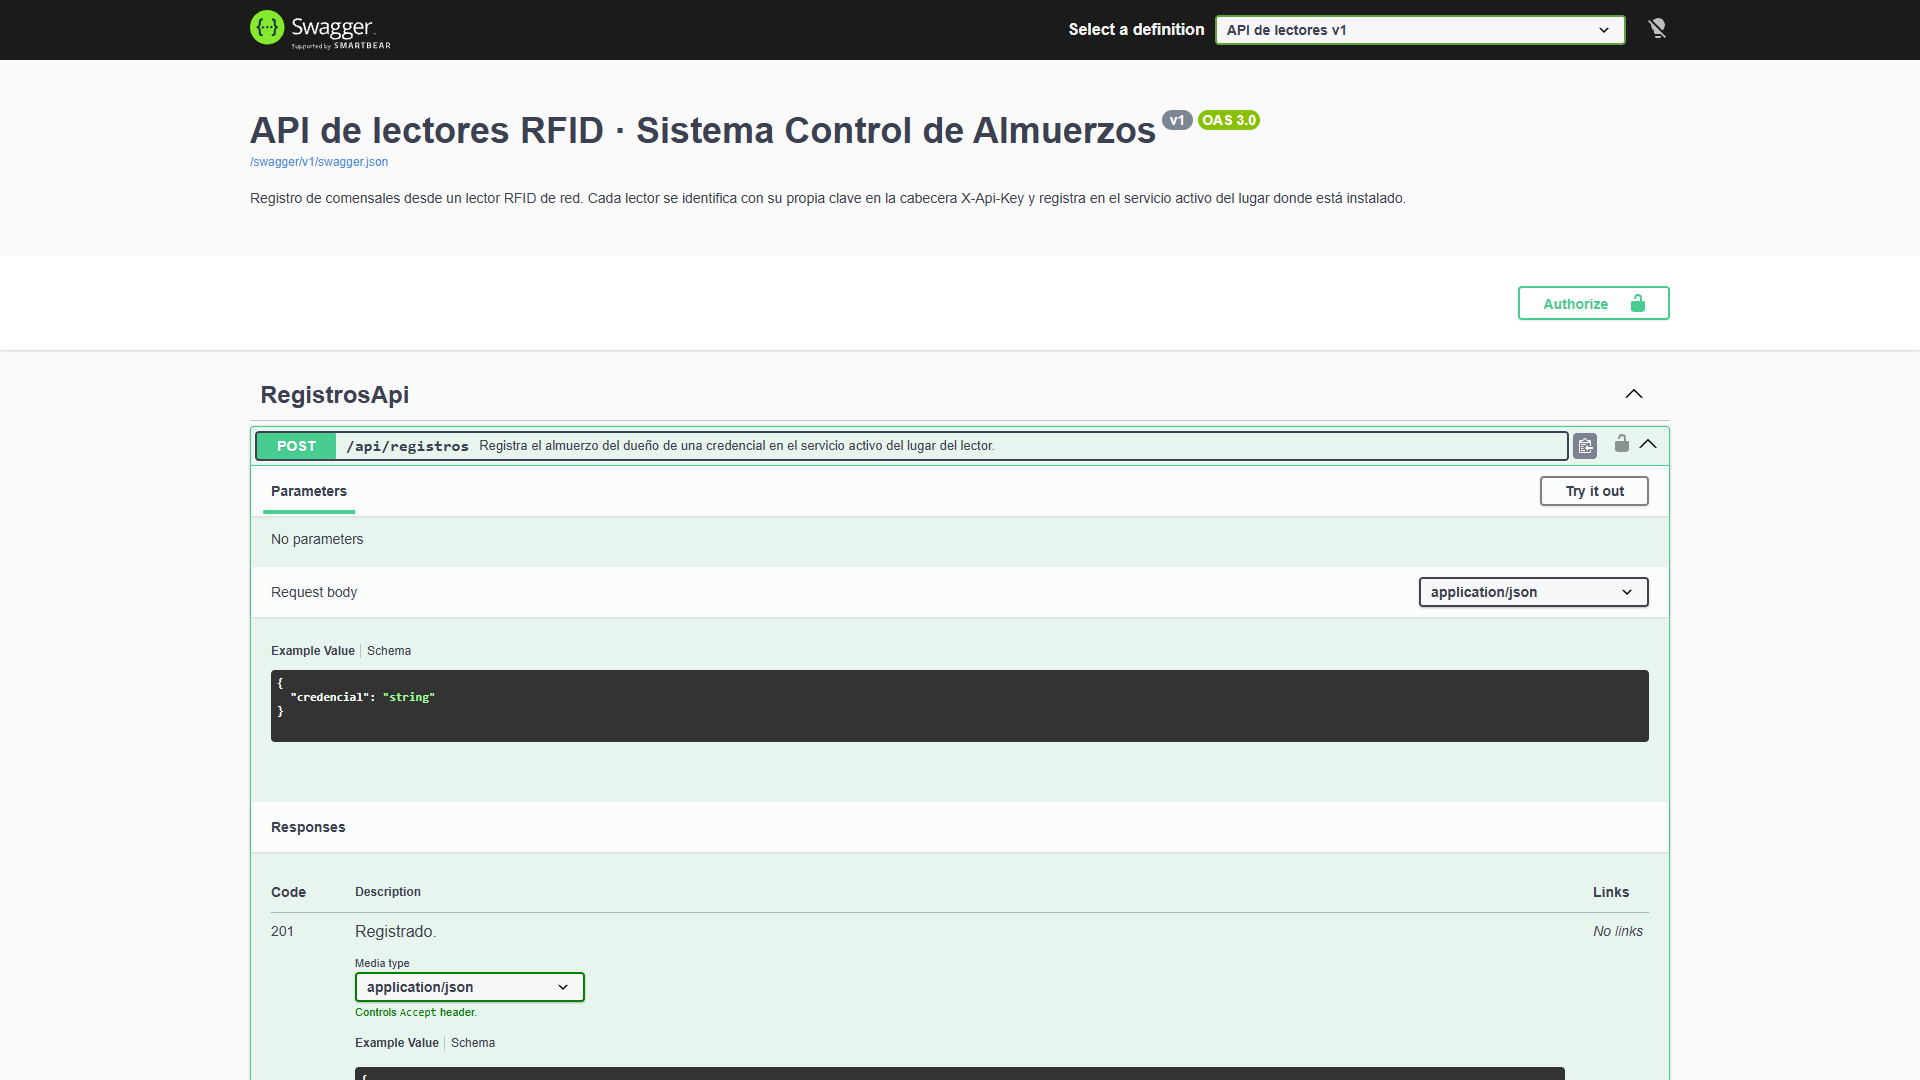 Swagger
Supported by SMARTBEAR
Select a definition
API de lectores v1
API de lectores RFID · Sistema Control de Almuerzos v1 OAS 3.0
/swagger/v1/swagger.json
Registro de comensales desde un lector RFID de red. Cada lector se identifica con su propia clave en la cabecera X-Api-Key y registra en el servicio activo del lugar donde está instalado.
Authorize
RegistrosApi
POST /api/registros Registra el almuerzo del dueño de una credencial en el servicio activo del lugar del lector.
Parameters
Try it out
No parameters
Request body
application/json
Example Value Schema
{
"credencial": "string"
}
Responses
Code Description Links
201 Registrado. No links
Media type
application/json
Controls Accept header.
Example Value Schema
{